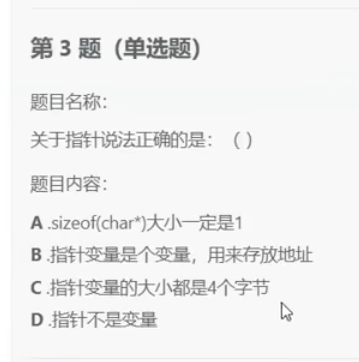 第 3 题（单选题）
题目名称：
关于指针说法正确的是：（ ）
题目内容：
A .sizeof(char*)大小一定是1
B .指针变量是个变量，用来存放地址
C .指针变量的大小都是4个字节
D .指针不是变量